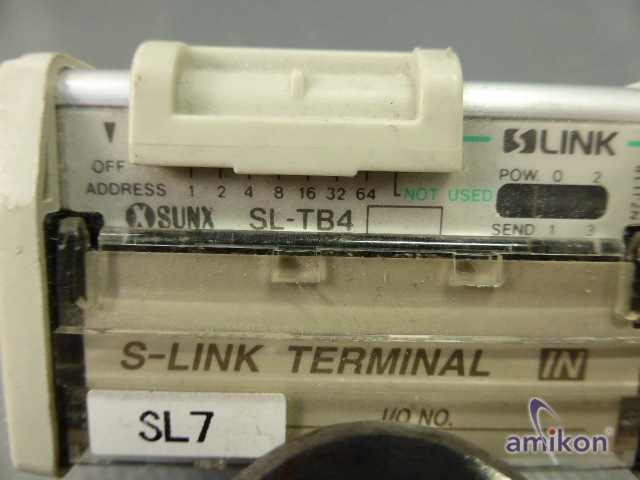 S LINK
OFF
POW. 0 2
ADDRESS 1 2 4 8 16 32 64 NOT USED
SUNX SL-TB4
SEND 1 3
S-LINK TERMINAL IN
SL7
I/O NO.
amikon®